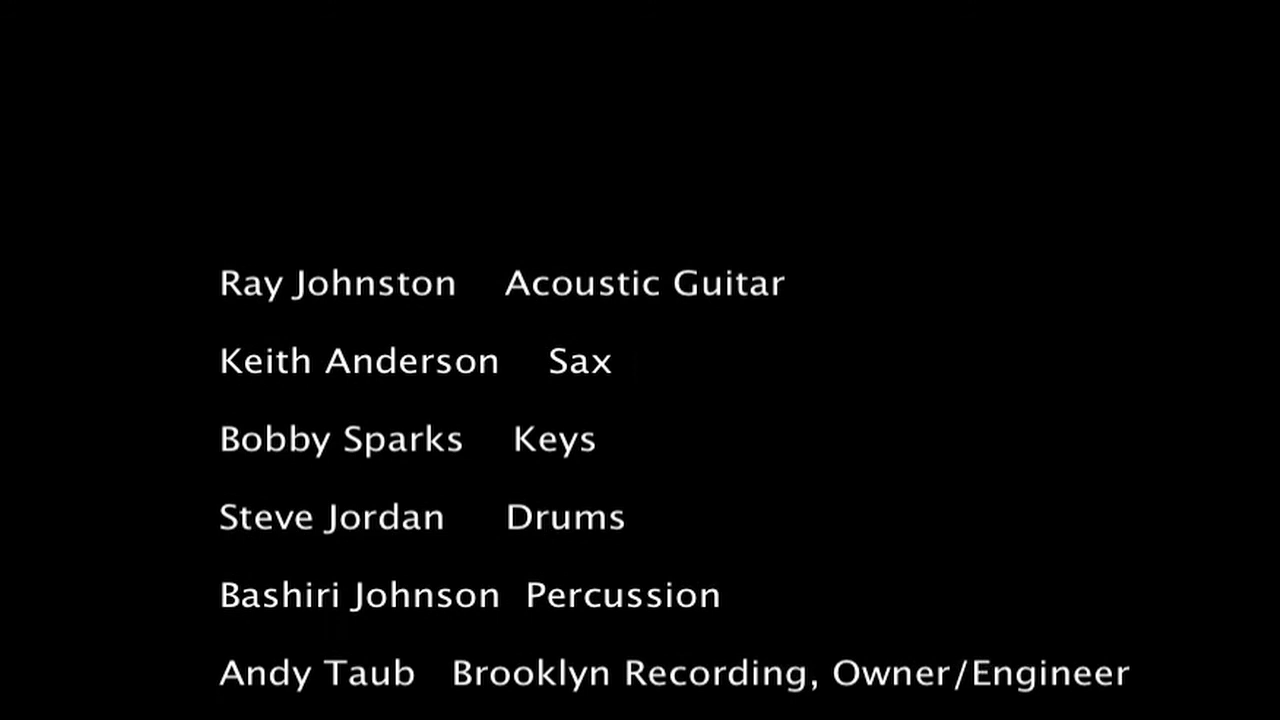 Ray Johnston Acoustic Guitar
Keith Anderson Sax
Bobby Sparks Keys
Steve Jordan Drums
Bashiri Johnson Percussion
Andy Taub Brooklyn Recording, Owner/Engineer